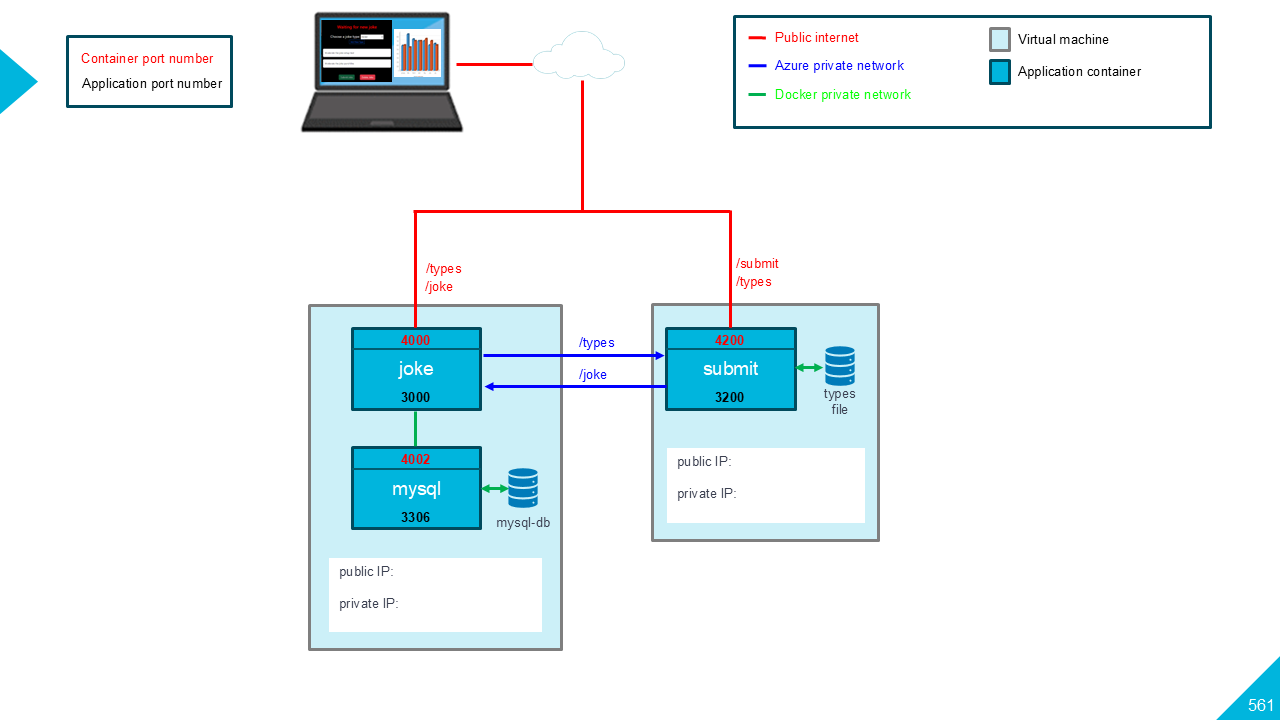 Container port number
Application port number
Public internet
Azure private network
Docker private network
Virtual machine
Application container
/types
/joke
/submit
/types
4000
joke
3000
/types
/joke
4200
submit
3200
types
file
4002
mysql
3306
mysql-db
public IP:
private IP:
public IP:
private IP:
561